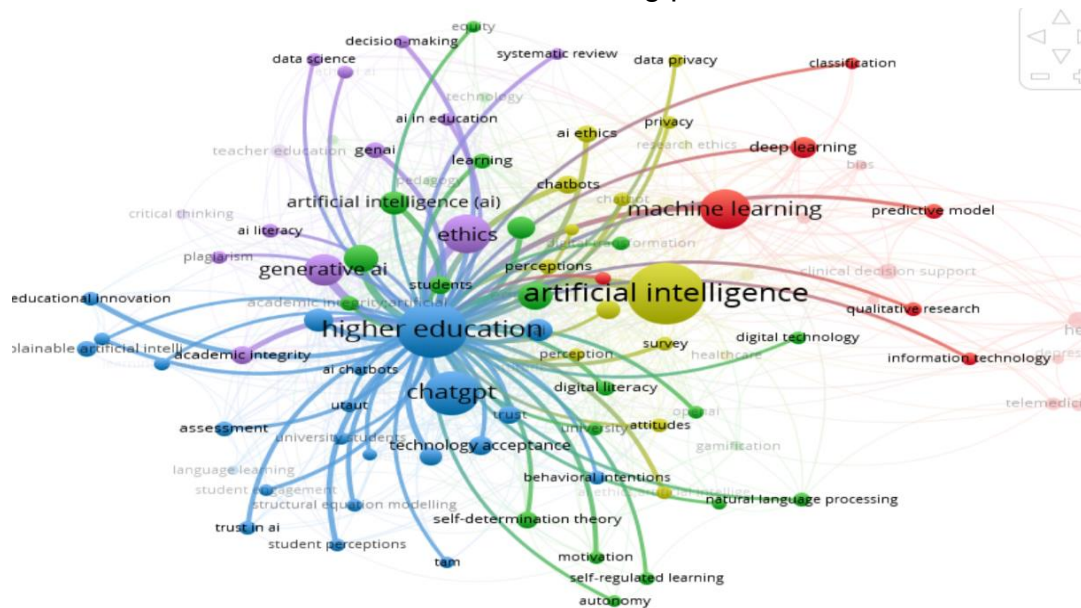 equity
decision-making
data science
systematic review
data privacy
classification
technology
ai in education
ai ethics
privacy
teacher education
genai
learning
research ethics
deep learning
bias
pedagogy
chatbots
artificial intelligence (ai)
chatgpt
machine learning
predictive model
critical thinking
ai literacy
ethics
digital transformation
plagiarism
generative ai
perceptions
clinical decision support
students
educational innovation
artificial intelligence
academic integrity
qualitative research
higher education
digital technology
survey
academic integrity
perception
healthcare
information technology
ai chatbots
chatgpt
digital literacy
telemedicin
utaut
trust
openai
assessment
university students
technology acceptance
university
attitudes
gamification
language learning
behavioral intentions
student engagement
natural language processing
structural equation modelling
self-determination theory
trust in ai
student perceptions
motivation
tam
self-regulated learning
autonomy